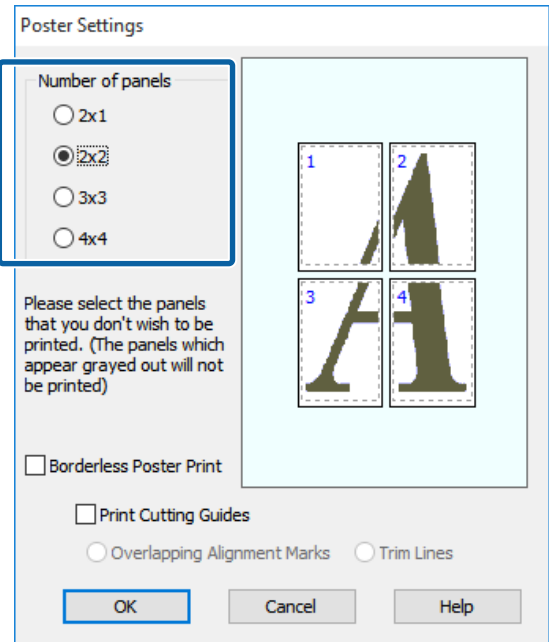 Poster Settings
Number of panels
2x1
2x2
3x3
4x4
1
2
3
4
Please select the panels
that you don't wish to be
printed. (The panels which
appear grayed out will not
be printed)
Borderless Poster Print
Print Cutting Guides
Overlapping Alignment Marks
Trim Lines
OK
Cancel
Help